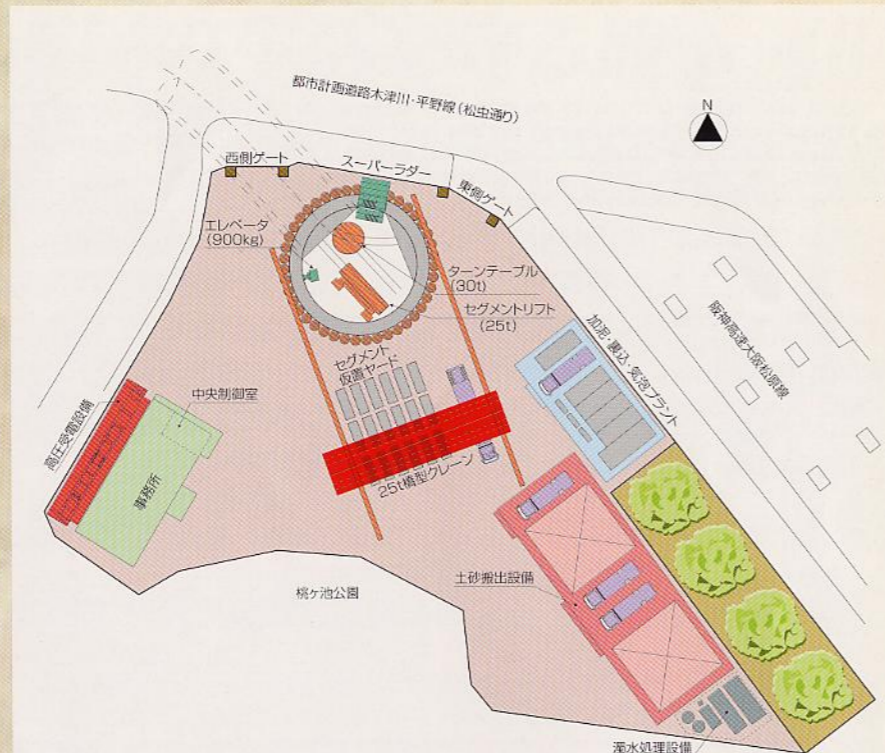 都市計画道路木津川・平野線(松虫通り)
N
西側ゲート
スーパーラダー
東側ゲート
エレベータ
(900kg)
ターンテーブル
(30t)
セグメントリフト
(25t)
阪神高速大阪松原線
加泥・裏込・気泡プラント
セグメント
仮置ヤード
中央制御室
高圧受電設備
事務所
25t橋型クレーン
土砂搬出設備
桃ヶ池公園
濁水処理設備